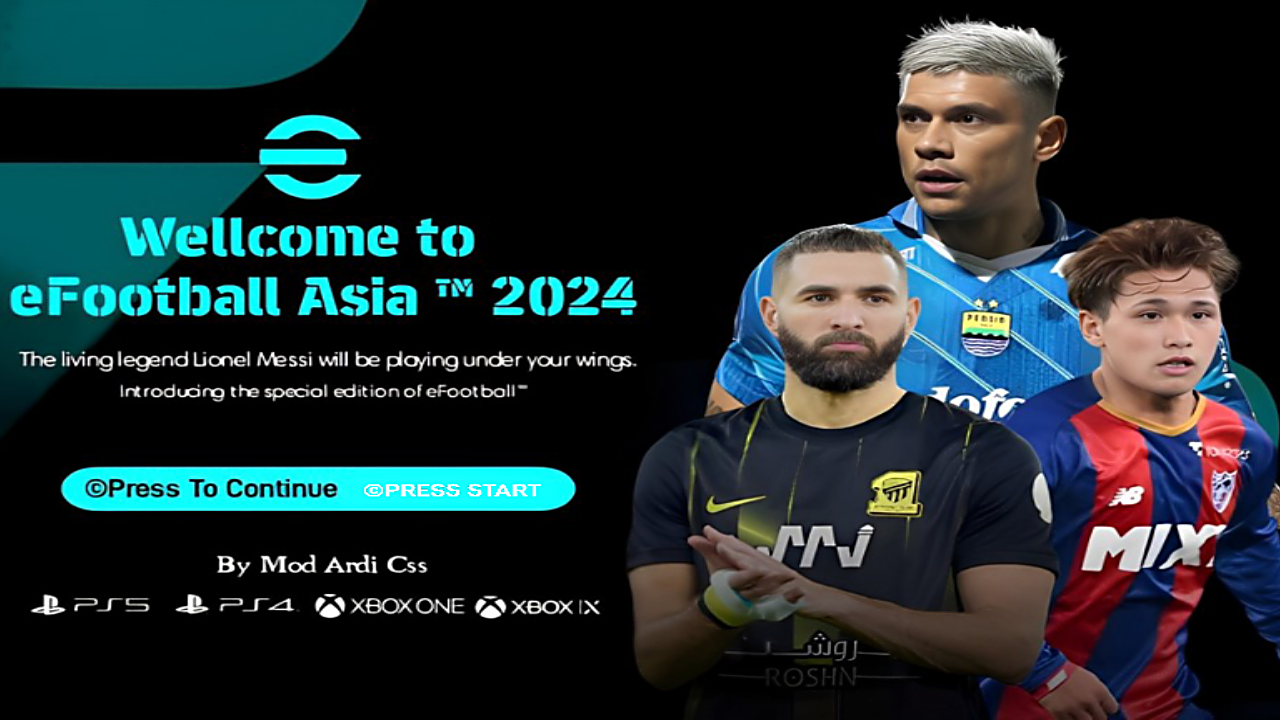 Wellcome to
eFootball Asia ™ 2024
The living legend Lionel Messi will be playing under your wings.
Introducing the special edition of eFootball™
©Press To Continue ©PRESS START
By Mod Ardi Css
PS5 PS4 XBOX ONE XBOX IX
PERSIB
MIXI
روشن
ROSHN